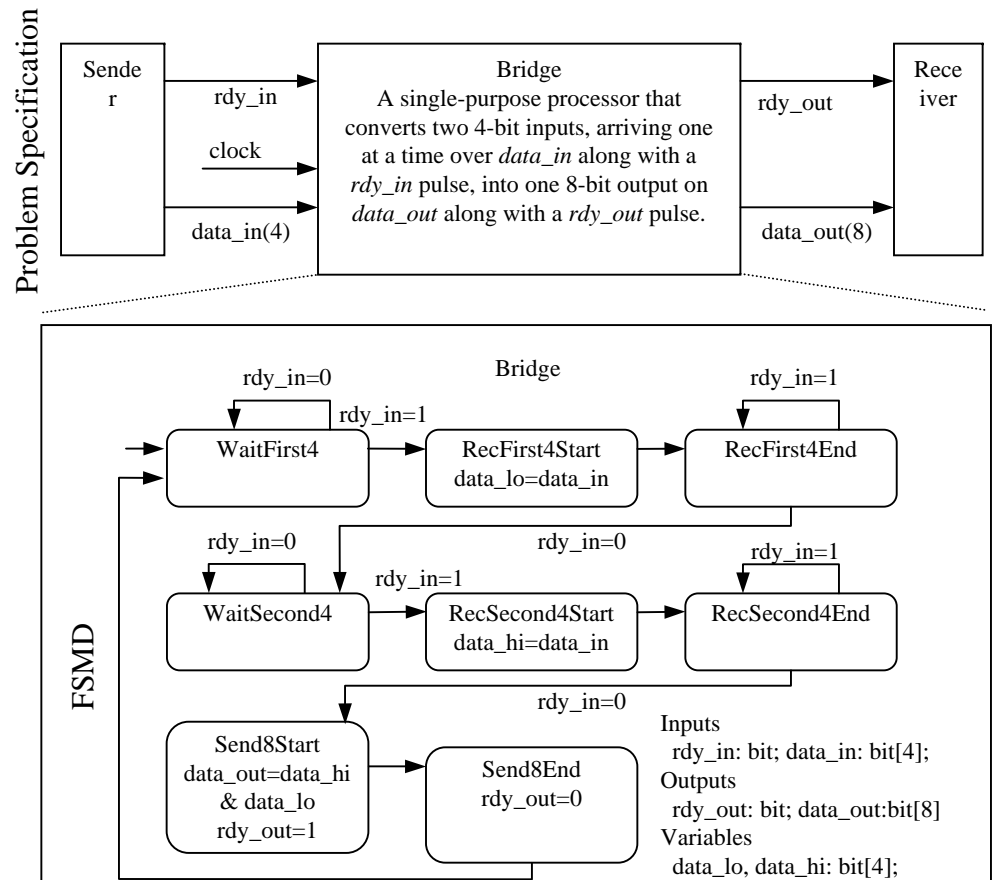 Problem Specification
Sende
r
rdy_in
clock
data_in(4)
Bridge
A single-purpose processor that
converts two 4-bit inputs, arriving one
at a time over data_in along with a
rdy_in pulse, into one 8-bit output on
data_out along with a rdy_out pulse.
rdy_out
data_out(8)
Rece
iver
FSMD
Bridge
rdy_in=0
rdy_in=1
rdy_in=1
WaitFirst4
RecFirst4Start
data_lo=data_in
RecFirst4End
rdy_in=0
rdy_in=0
rdy_in=1
rdy_in=1
WaitSecond4
RecSecond4Start
data_hi=data_in
RecSecond4End
rdy_in=0
Send8Start
data_out=data_hi
& data_lo
rdy_out=1
Send8End
rdy_out=0
Inputs
rdy_in: bit; data_in: bit[4];
Outputs
rdy_out: bit; data_out:bit[8]
Variables
data_lo, data_hi: bit[4];